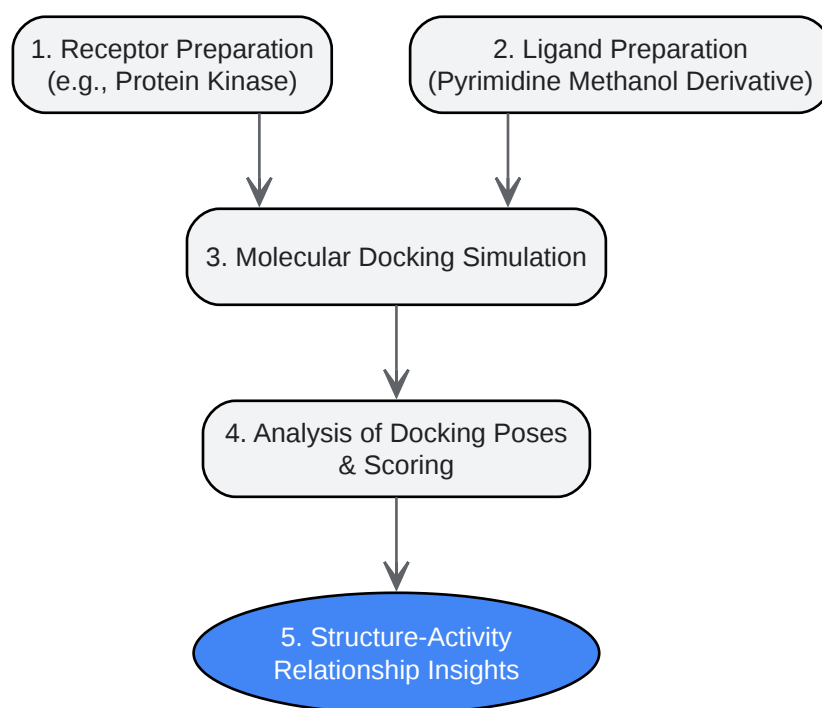 1. Receptor Preparation
(e.g., Protein Kinase)
2. Ligand Preparation
(Pyrimidine Methanol Derivative)
3. Molecular Docking Simulation
4. Analysis of Docking Poses
& Scoring
5. Structure-Activity
Relationship Insights